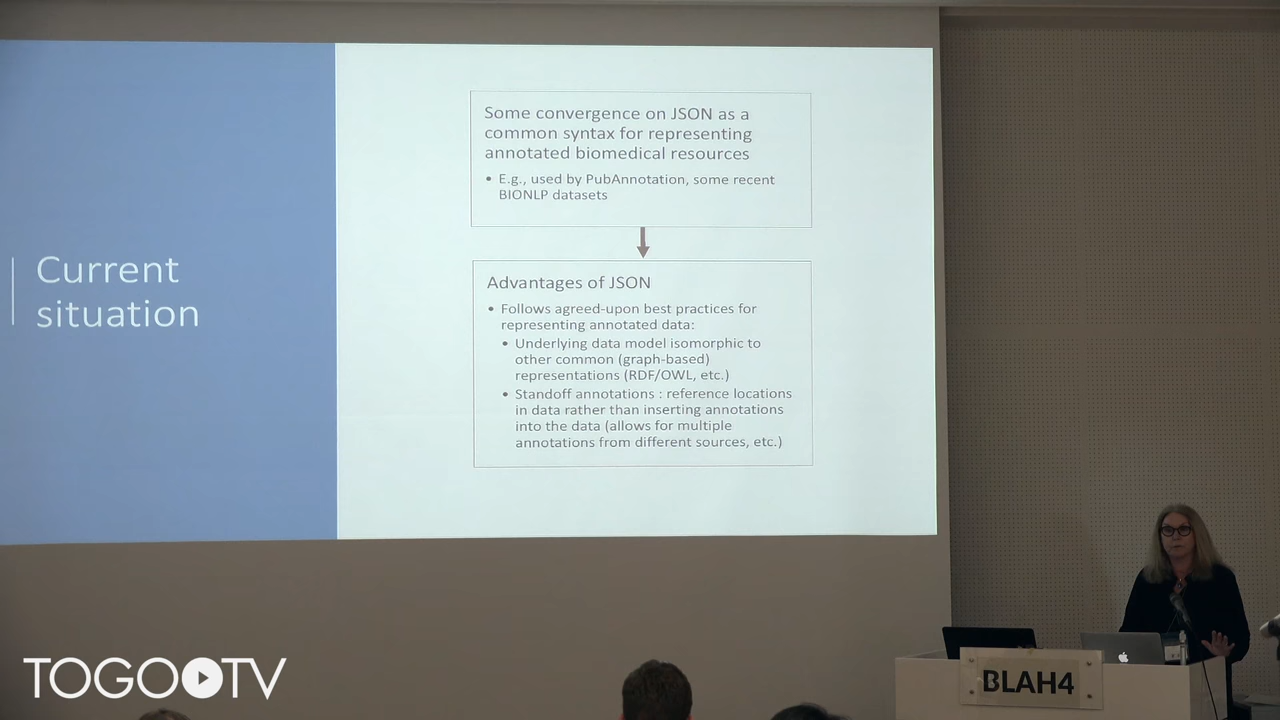 Current
situation
Some convergence on JSON as a
common syntax for representing
annotated biomedical resources
• E.g., used by PubAnnotation, some recent
BIONLP datasets
Advantages of JSON
• Follows agreed-upon best practices for
representing annotated data:
• Underlying data model isomorphic to
other common (graph-based)
representations (RDF/OWL, etc.)
• Standoff annotations : reference locations
in data rather than inserting annotations
into the data (allows for multiple
annotations from different sources, etc.)
BLAH4
TOGOTV